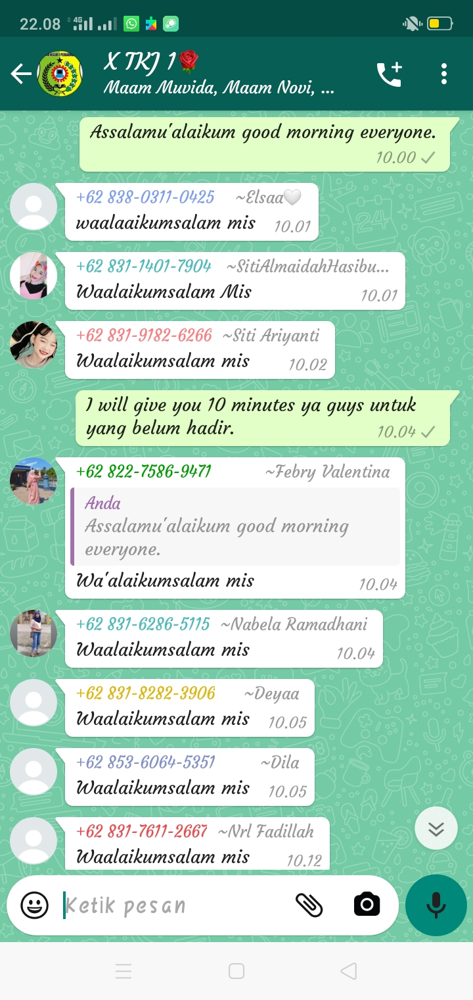 22.08 4G
X TKJ 1🌹
Maam Muvida, Maam Novi, ...
Assalamu'alaikum good morning everyone.
10.00
+62 838-0311-0425 ~Elsaa🤍
waalaaikumsalam mis 10.01
+62 831-1401-7904 ~SitiAlmaidahHasibu...
Waalaikumsalam Mis 10.01
+62 831-9182-6266 ~Siti Ariyanti
Waalaikumsalam mis 10.02
I will give you 10 minutes ya guys untuk
yang belum hadir. 10.04
+62 822-7586-9471 ~Febry Valentina
Anda
Assalamu'alaikum good morning
everyone.
Wa'alaikumsalam mis 10.04
+62 831-6286-5115 ~Nabela Ramadhani
Waalaikumsalam mis 10.04
+62 831-8282-3906 ~Deyaa
Waalaikumsalam mis 10.05
+62 853-6064-5351 ~Dila
Waalaikumsalam mis 10.05
+62 831-7611-2667 ~Nrl Fadillah
Waalaikumsalam mis 10.12
Ketik pesan